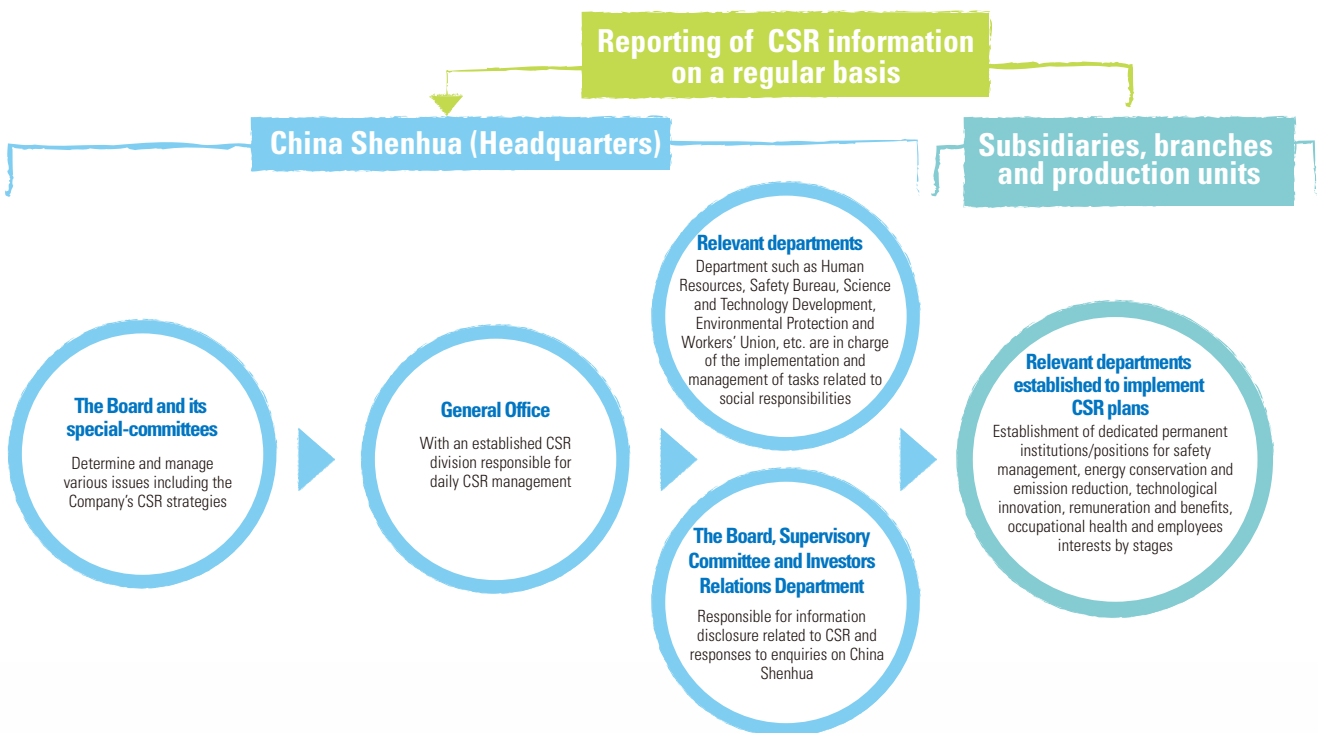 Reporting of CSR information
on a regular basis
China Shenhua (Headquarters)
Subsidiaries, branches
and production units
The Board and its
special-committees
Determine and manage
various issues including the
Company's CSR strategies
General Office
With an established CSR
division responsible for
daily CSR management
Relevant departments
Department such as Human
Resources, Safety Bureau, Science
and Technology Development,
Environmental Protection and
Workers' Union, etc. are in charge
of the implementation and
management of tasks related to
social responsibilities
The Board, Supervisory
Committee and Investors
Relations Department
Responsible for information
disclosure related to CSR and
responses to enquiries on China
Shenhua
Relevant departments
established to implement
CSR plans
Establishment of dedicated permanent
institutions/positions for safety
management, energy conservation and
emission reduction, technological
innovation, remuneration and benefits,
occupational health and employees
interests by stages